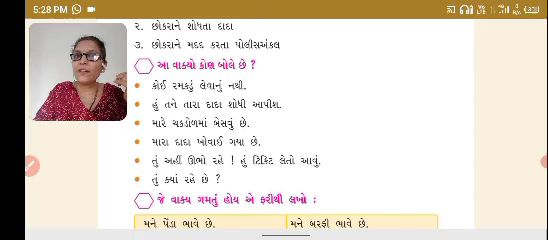 5:28 PM
૨. છોકરાને શોધતા દાદા
૩. છોકરાને મદદ કરતા પોલીસઅંકલ
આ વાક્યો કોણ બોલે છે ?
• કોઈ રમકડું લેવાનું નથી.
• હું તને તારા દાદા શોધી આપીશ.
• મારે ચકડોળમાં બેસવું છે.
• મારા દાદા ખોવાઈ ગયા છે.
• તું અહીં ઊભો રહે ! હું ટિકિટ લેતો આવું.
• તું ક્યાં રહે છે ?
જે વાક્ય ગમતું હોય એ ફરીથી લખો :
મને પેંડા ભાવે છે. મને બરફી ભાવે છે.